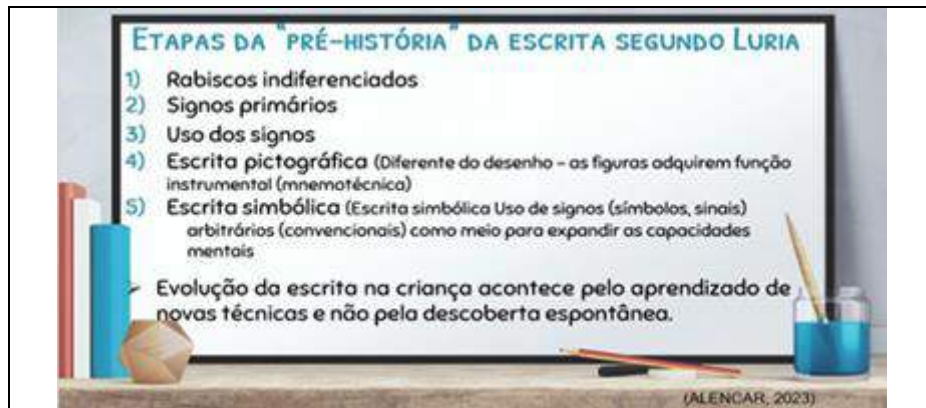 ETAPAS DA "PRÉ-HISTÓRIA" DA ESCRITA SEGUNDO LURIA
1) Rabiscos indiferenciados
2) Signos primários
3) Uso dos signos
4) Escrita pictográfica (Diferente do desenho – as figuras adquirem função
instrumental (mnemotécnica)
5) Escrita simbólica (Escrita simbólica Uso de signos (símbolos, sinais)
arbitrários (convencionais) como meio para expandir as capacidades
mentais
➢ Evolução da escrita na criança acontece pelo aprendizado de
novas técnicas e não pela descoberta espontânea.
(ALENCAR, 2023)